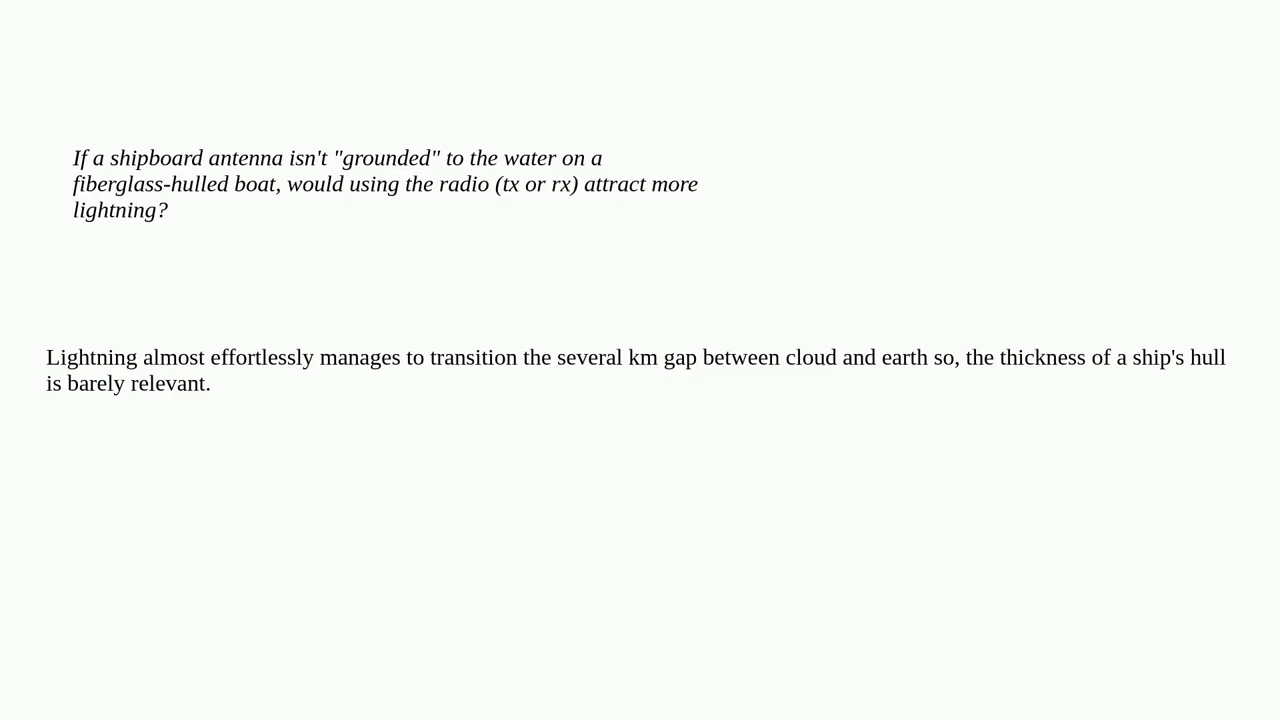 If a shipboard antenna isn't "grounded" to the water on a
fiberglass-hulled boat, would using the radio (tx or rx) attract more
lightning?
Lightning almost effortlessly manages to transition the several km gap between cloud and earth so, the thickness of a ship's hull
is barely relevant.